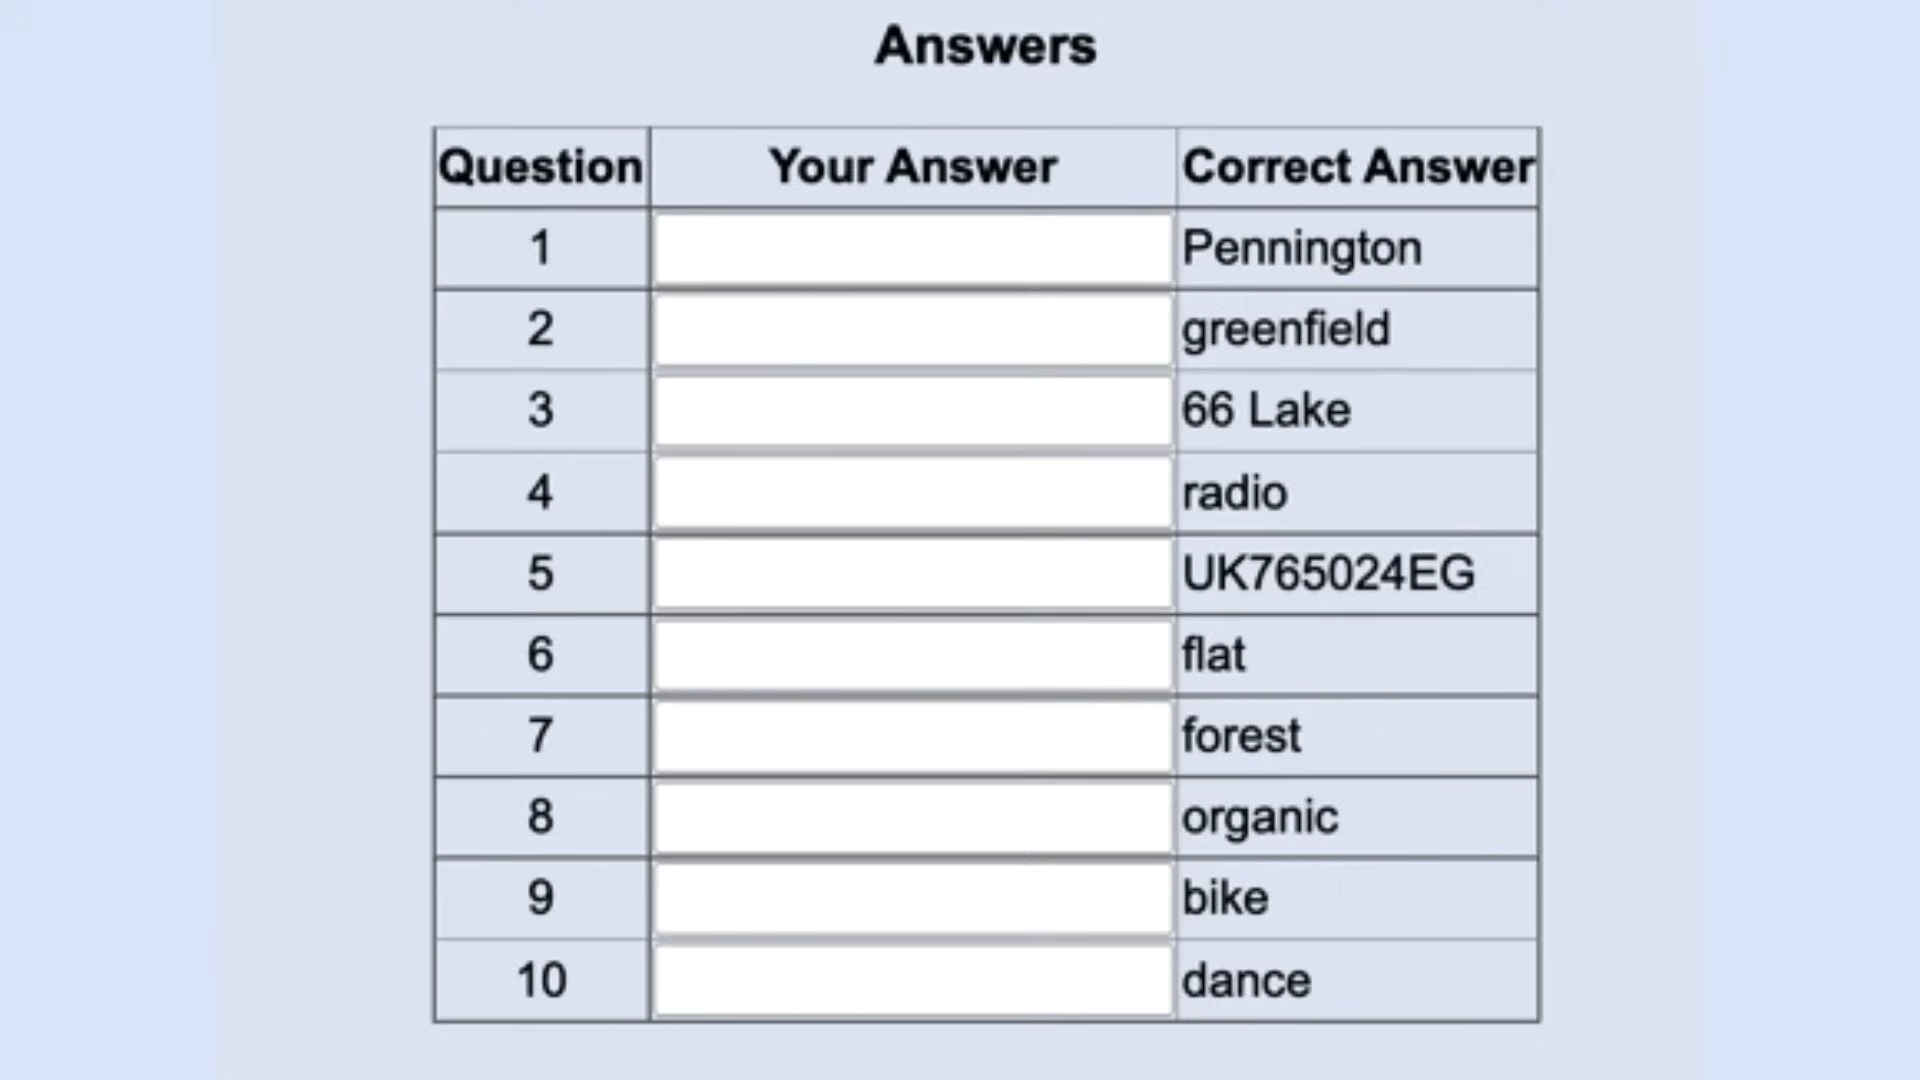 Answers
Question Your Answer Correct Answer
1 Pennington
2 greenfield
3 66 Lake
4 radio
5 UK765024EG
6 flat
7 forest
8 organic
9 bike
10 dance